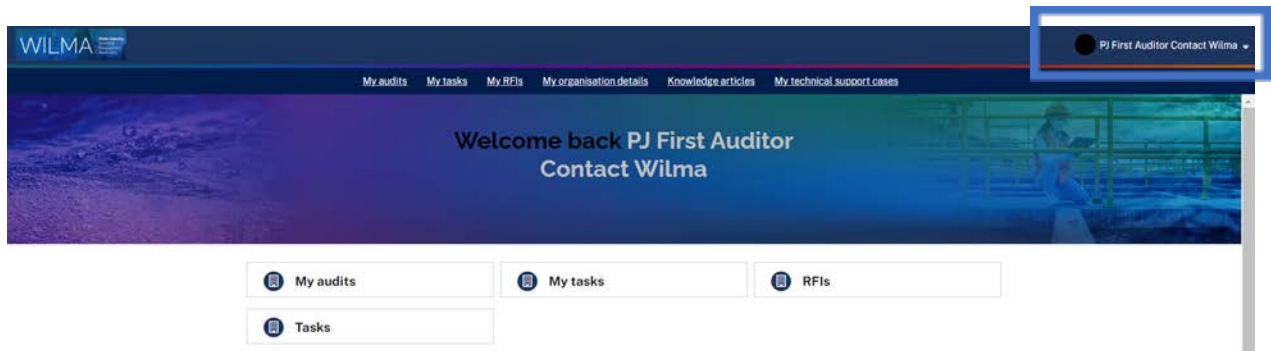 WILMA
PJ First Auditor Contact Wilma
My audits My tasks My RFIs My organisation details Knowledge articles My technical support cases
Welcome back PJ First Auditor
Contact Wilma
My audits
My tasks
RFIs
Tasks